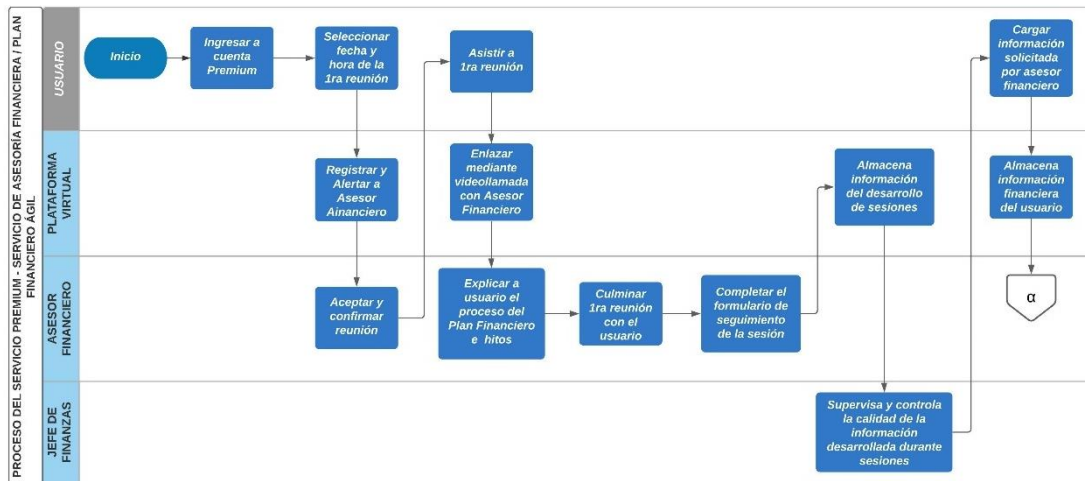 PROCESO DEL SERVICIO PREMIUM - SERVICIO DE ASESORÍA FINANCIERA / PLAN
FINANCIERO ÁGIL
USUARIO
Inicio
Ingresar a
cuenta
Premium
Seleccionar
fecha y
hora de la
1ra reunión
Asistir a
1ra reunión
Cargar
información
solicitada
por asesor
financiero
PLATAFORMA
VIRTUAL
Registrar y
Alertar a
Asesor
Ainanciero
Enlazar
mediante
videollamada
con Asesor
Financiero
Almacena
información
del desarrollo
de sesiones
Almacena
información
financiera
del usuario
ASESOR
FINANCIERO
Aceptar y
confirmar
reunión
Explicar a
usuario el
proceso del
Plan Financiero
e hitos
Culminar
1ra reunión
con el
usuario
Completar el
formulario de
seguimiento
de la sesión
α
JEFE DE
FINANZAS
Supervisa y controla
la calidad de la
información
desarrollada durante
sesiones